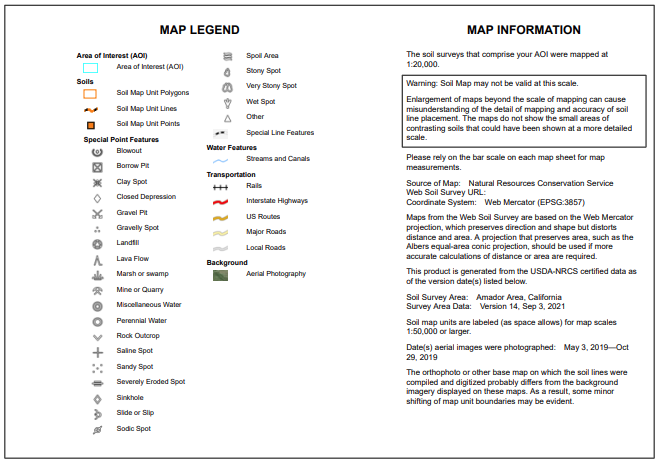 MAP LEGEND
Area of Interest (AOI)
Area of Interest (AOI)
Soils
Soil Map Unit Polygons
Soil Map Unit Lines
Soil Map Unit Points
Special Point Features
Blowout
Borrow Pit
Clay Spot
Closed Depression
Gravel Pit
Gravelly Spot
Landfill
Lava Flow
Marsh or swamp
Mine or Quarry
Miscellaneous Water
Perennial Water
Rock Outcrop
Saline Spot
Sandy Spot
Severely Eroded Spot
Sinkhole
Slide or Slip
Sodic Spot
Spoil Area
Stony Spot
Very Stony Spot
Wet Spot
Other
Special Line Features
Water Features
Streams and Canals
Transportation
Rails
Interstate Highways
US Routes
Major Roads
Local Roads
Background
Aerial Photography
MAP INFORMATION
The soil surveys that comprise your AOI were mapped at
1:20,000.
Warning: Soil Map may not be valid at this scale.
Enlargement of maps beyond the scale of mapping can cause
misunderstanding of the detail of mapping and accuracy of soil
line placement. The maps do not show the small areas of
contrasting soils that could have been shown at a more detailed
scale.
Please rely on the bar scale on each map sheet for map
measurements.
Source of Map: Natural Resources Conservation Service
Web Soil Survey URL:
Coordinate System: Web Mercator (EPSG:3857)
Maps from the Web Soil Survey are based on the Web Mercator
projection, which preserves direction and shape but distorts
distance and area. A projection that preserves area, such as the
Albers equal-area conic projection, should be used if more
accurate calculations of distance or area are required.
This product is generated from the USDA-NRCS certified data as
of the version date(s) listed below.
Soil Survey Area: Amador Area, California
Survey Area Data: Version 14, Sep 3, 2021
Soil map units are labeled (as space allows) for map scales
1:50,000 or larger.
Date(s) aerial images were photographed: May 3, 2019—Oct
29, 2019
The orthophoto or other base map on which the soil lines were
compiled and digitized probably differs from the background
imagery displayed on these maps. As a result, some minor
shifting of map unit boundaries may be evident.